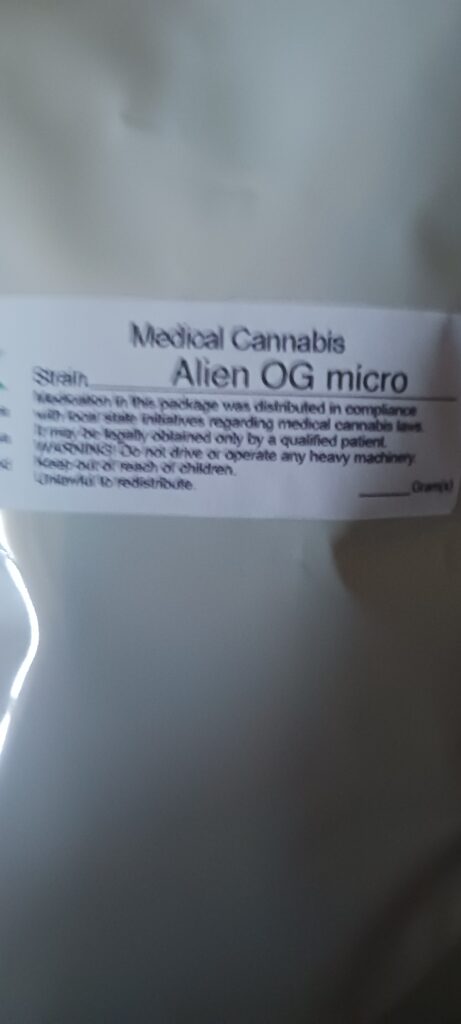 Medical Cannabis
Strain Alien OG micro
Medication in this package was distributed in compliance
with local state initiatives regarding medical cannabis laws.
It may be legally obtained only by a qualified patient.
WARNING: Do not drive or operate any heavy machinery.
Keep out of reach of children.
Unlawful to redistribute.
Gram(s)